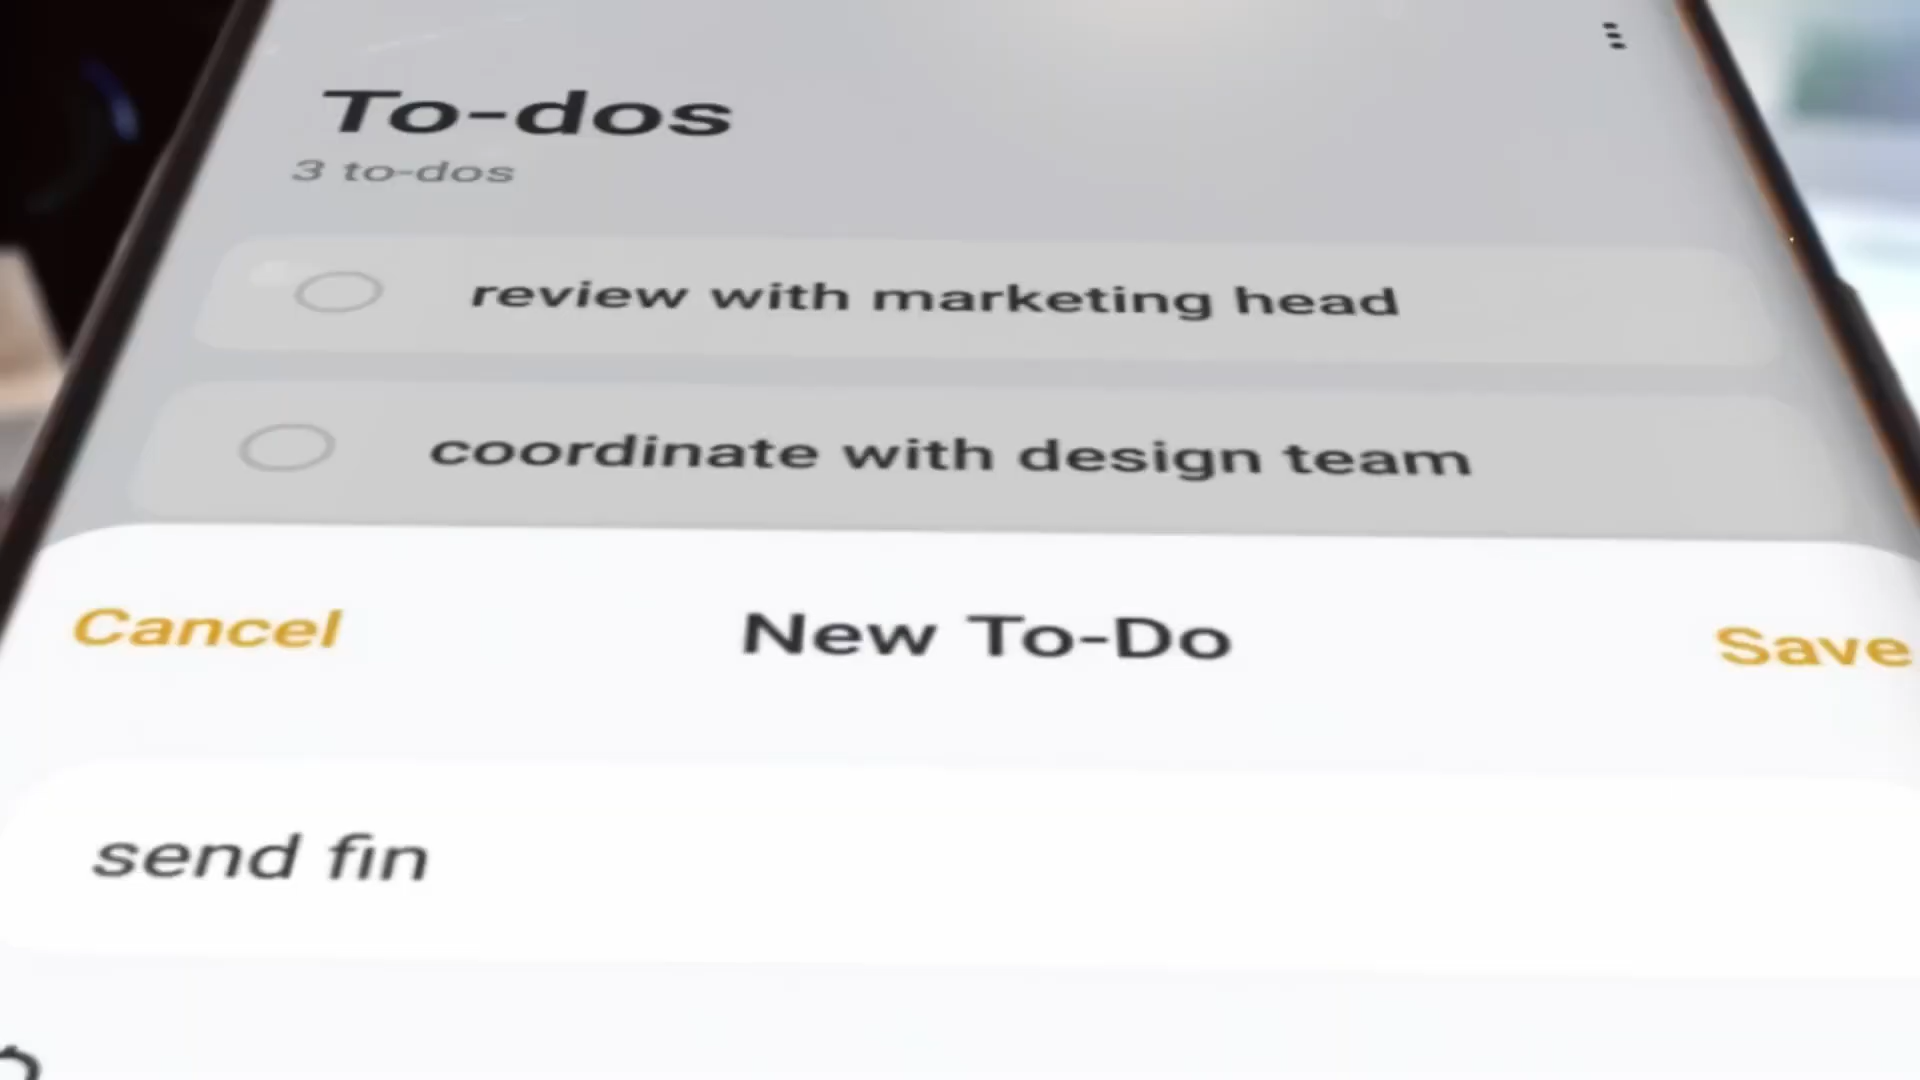 To-dos
3 to-dos
review with marketing head
coordinate with design team
Cancel New To-Do Save
send fin